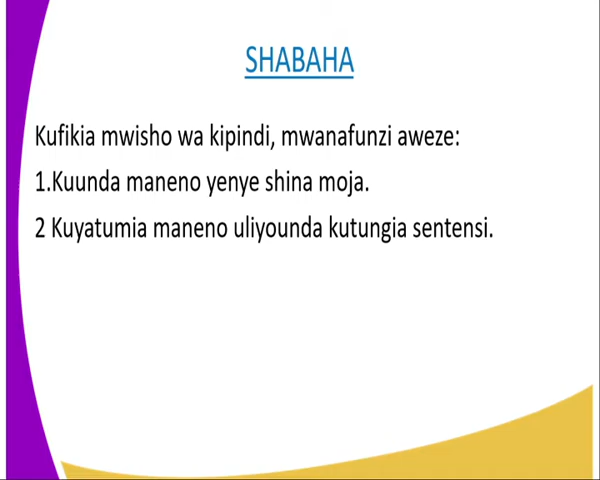 SHABAHA
Kufikia mwisho wa kipindi, mwanafunzi aweze:
1.Kuunda maneno yenye shina moja.
2 Kuyatumia maneno uliyounda kutungia sentensi.